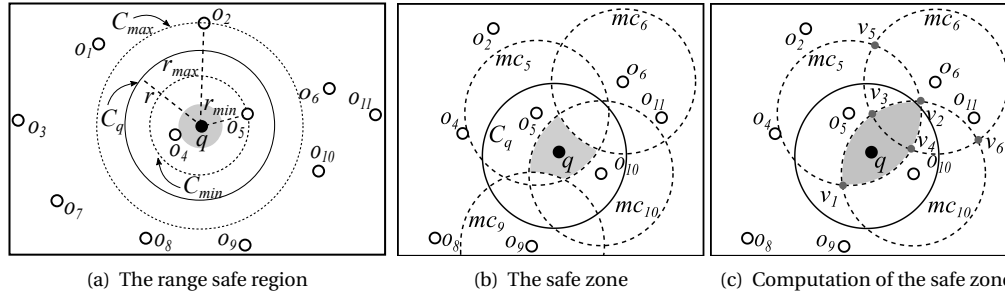 C_max
o_2
o_1
r_max
r
C_q
r_min
o_6
o_5
o_11
o_3
q
o_4
o_10
C_min
o_7
o_8
o_9
(a) The range safe region
o_2
mc_6
mc_5
o_6
o_11
o_5
o_4
C_q
q
o_10
mc_10
mc_9
o_8
o_9
(b) The safe zone
mc_6
o_2
v_5
mc_5
o_6
v_3
o_11
v_2
o_4
o_5
v_4
v_6
q
o_10
v_1
mc_10
o_8
o_9
(c) Computation of the safe zone